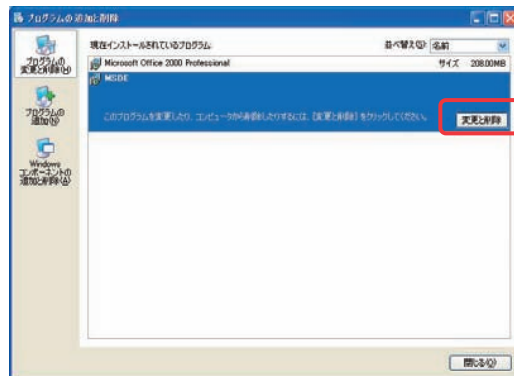 プログラムの追加と削除
プログラムの
変更と削除(H)
プログラムの
追加(N)
Windows
コンポーネントの
追加と削除(A)
現在インストールされているプログラム:
並べ替え(S):
名前
Microsoft Office 2000 Professional
サイズ 208.00MB
MSDE
このプログラムを変更したり、コンピュータから削除したりするには、[変更と削除] をクリックしてください。
変更と削除
閉じる(O)